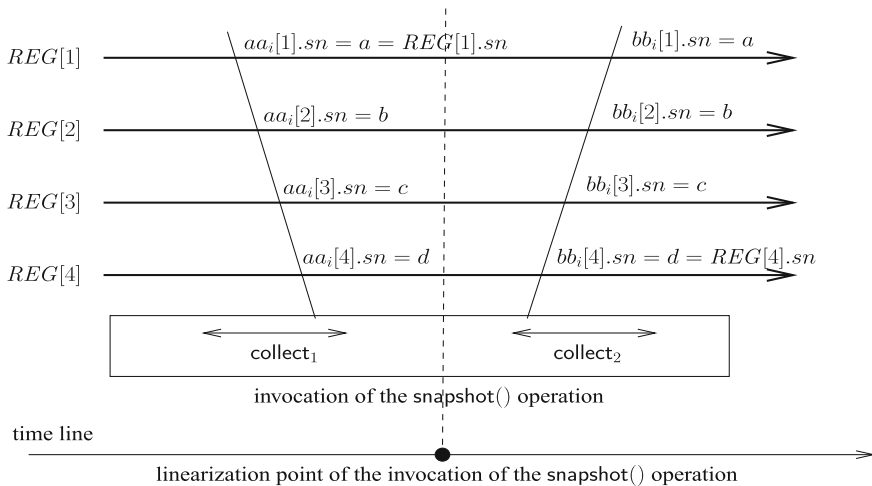 REG[1] aa_i[1].sn = a = REG[1].sn bb_i[1].sn = a
REG[2] aa_i[2].sn = b bb_i[2].sn = b
REG[3] aa_i[3].sn = c bb_i[3].sn = c
REG[4] aa_i[4].sn = d bb_i[4].sn = d = REG[4].sn
collect₁ collect₂
invocation of the snapshot() operation
time line
linearization point of the invocation of the snapshot() operation